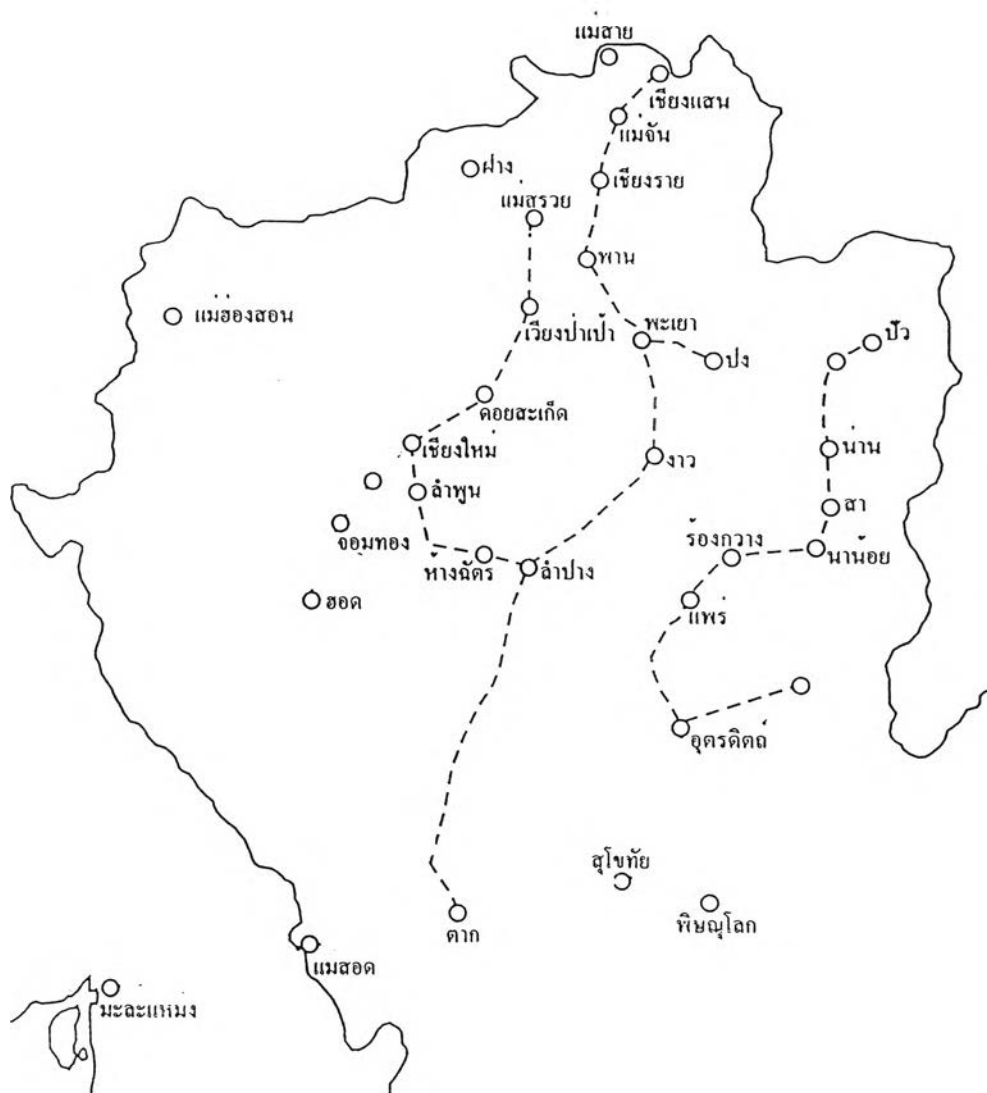 แม่สาย
เชียงแสน
แม่จัน
ฝาง
เชียงราย
แม่สรวย
พาน
แม่ฮ่องสอน
เวียงป่าเป้า
พะเยา
ปัว
ปง
ดอยสะเก็ด
เชียงใหม่
น่าน
งาว
ลำพูน
สา
จอมทอง
ร้องกวาง
นาน้อย
ห้างฉัตร
ลำปาง
ฮอด
แพร่
อุตรดิตถ์
สุโขทัย
พิษณุโลก
ตาก
แมสอด
มะละแหมง